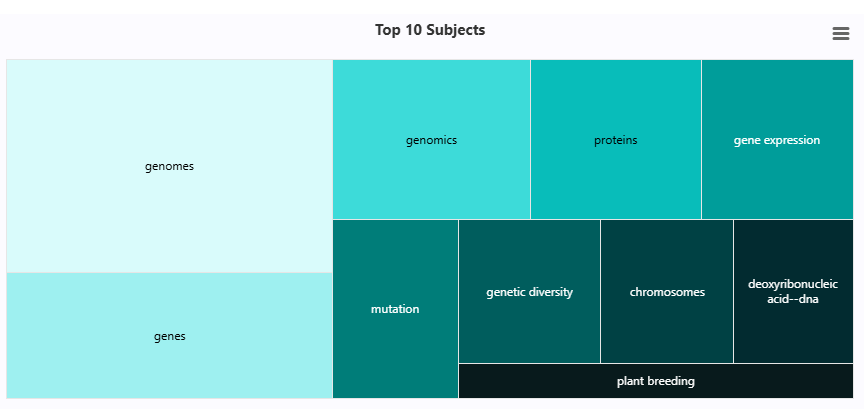 Top 10 Subjects
genomes
genomics
proteins
gene expression
genes
mutation
genetic diversity
chromosomes
deoxyribonucleic
acid--dna
plant breeding